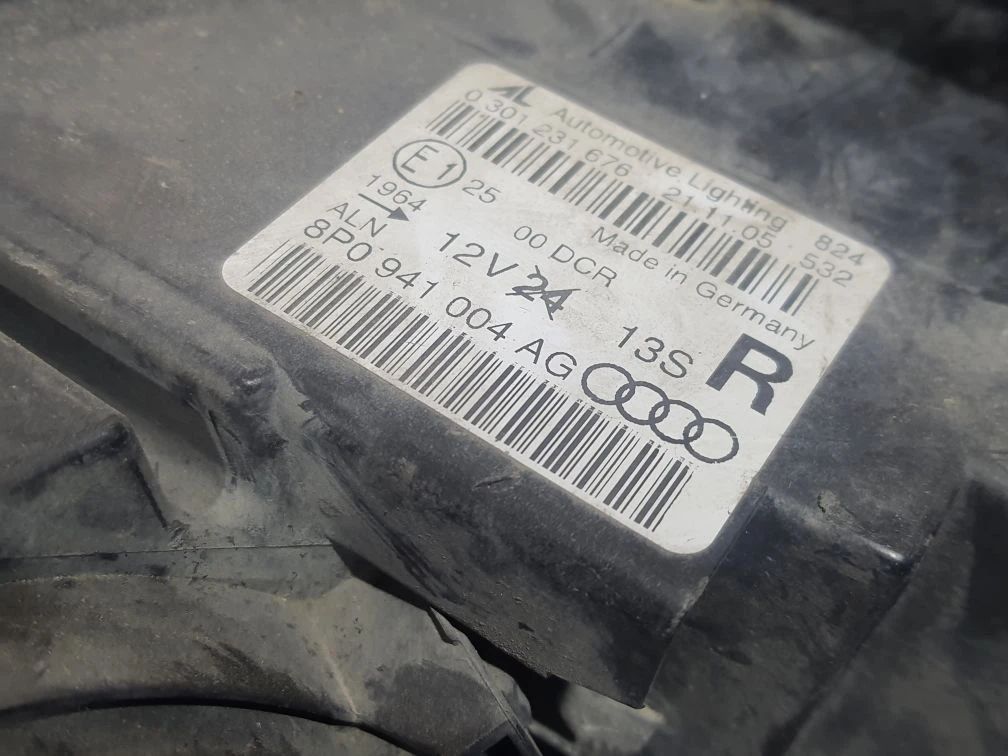 AL Automotive Lighting
0 301 231 676 21.11.05 824
532
E1 25 Made in Germany
1964 00 DCR
ALN 12V 24 13S R
8P0 941 004 AG